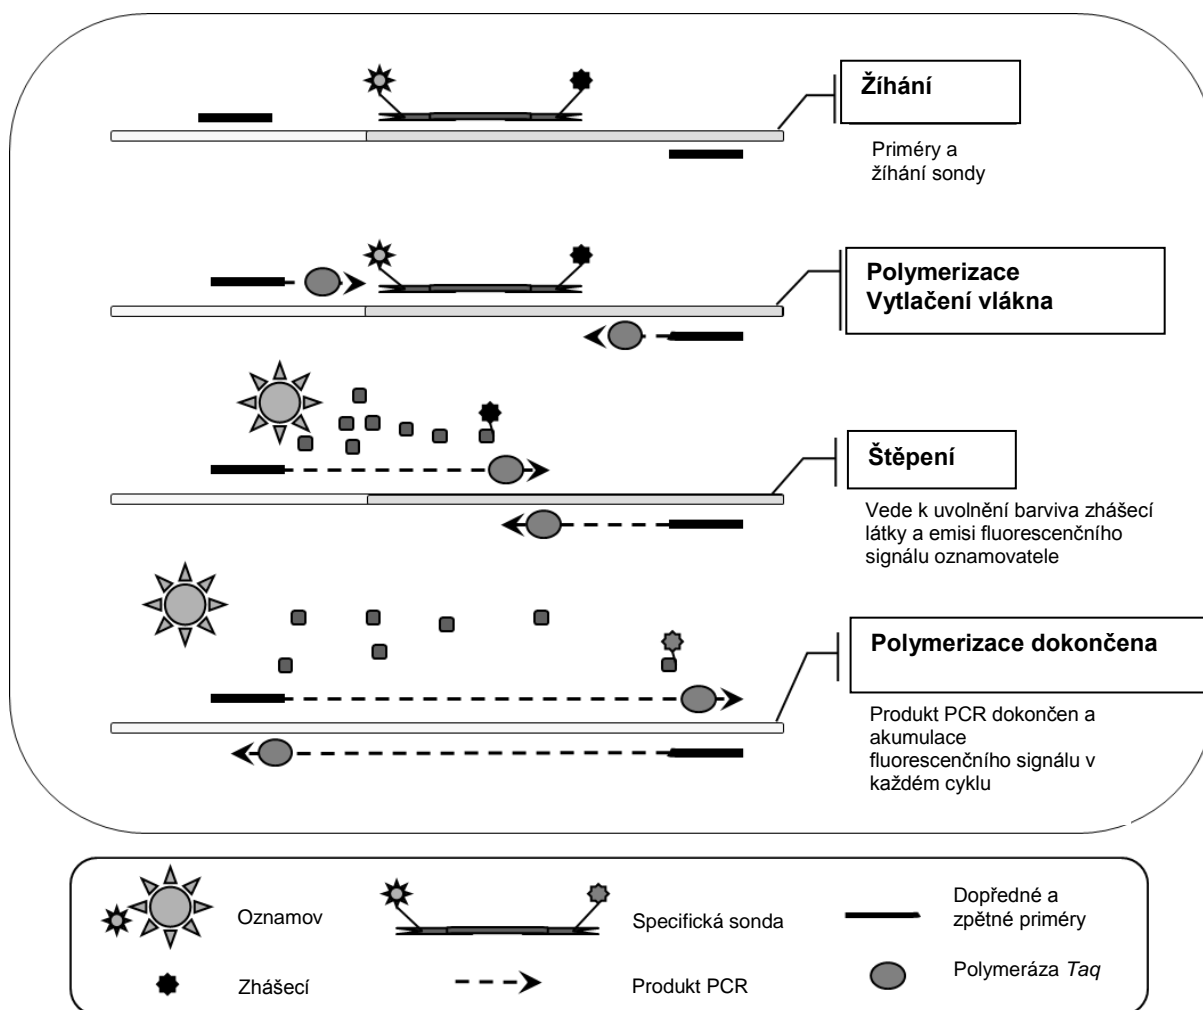 Žíhání
Priméry a
žíhání sondy
Polymerizace
Vytlačení vlákna
Štěpení
Vede k uvolnění barviva zhášecí
látky a emisi fluorescenčního
signálu oznamovatele
Polymerizace dokončena
Produkt PCR dokončen a
akumulace
fluorescenčního signálu v
každém cyklu
Oznamov
Specifická sonda
Dopředné a
zpětné priméry
Zhášecí
Produkt PCR
Polymeráza Taq